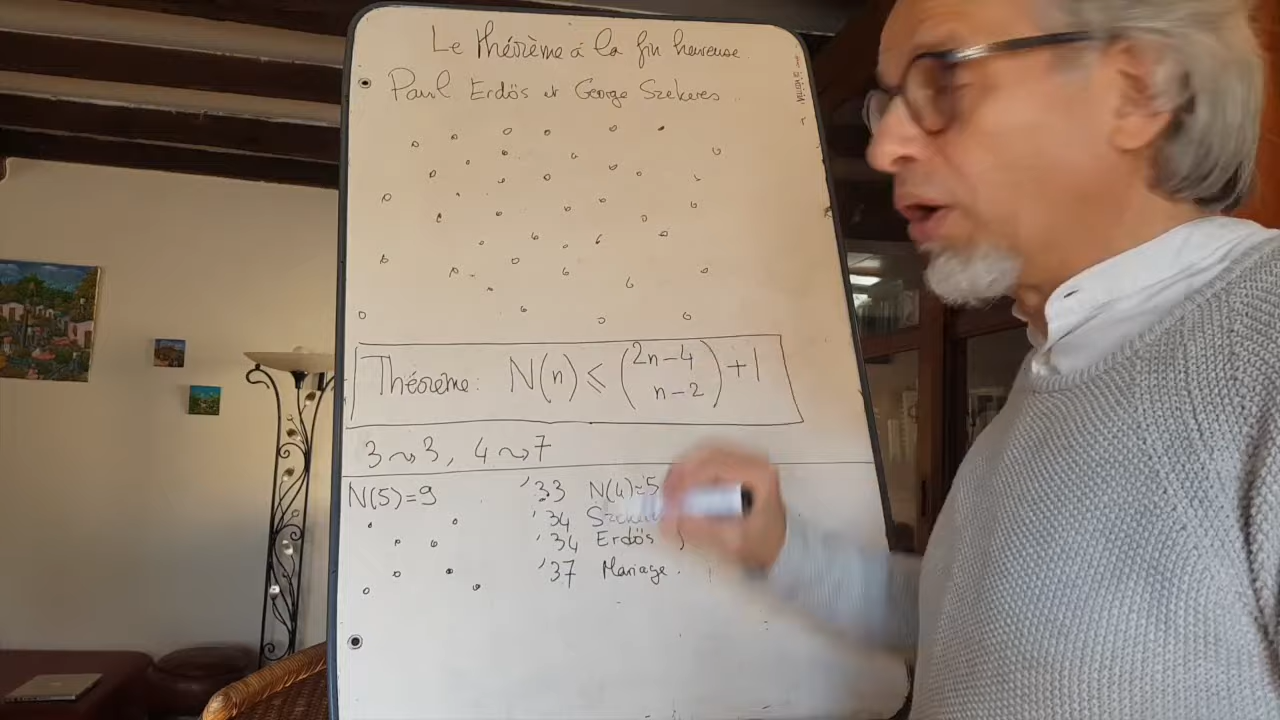 Le théorème à la fin heureuse
Paul Erdös et George Szekeres
Théorème: N(n) ≤ (2n-4 n-2) + 1
3 ⇝ 3, 4 ⇝ 7
N(5)=9
'33 N(4)=5
'34
'34 Erdös
'37 Mariage.